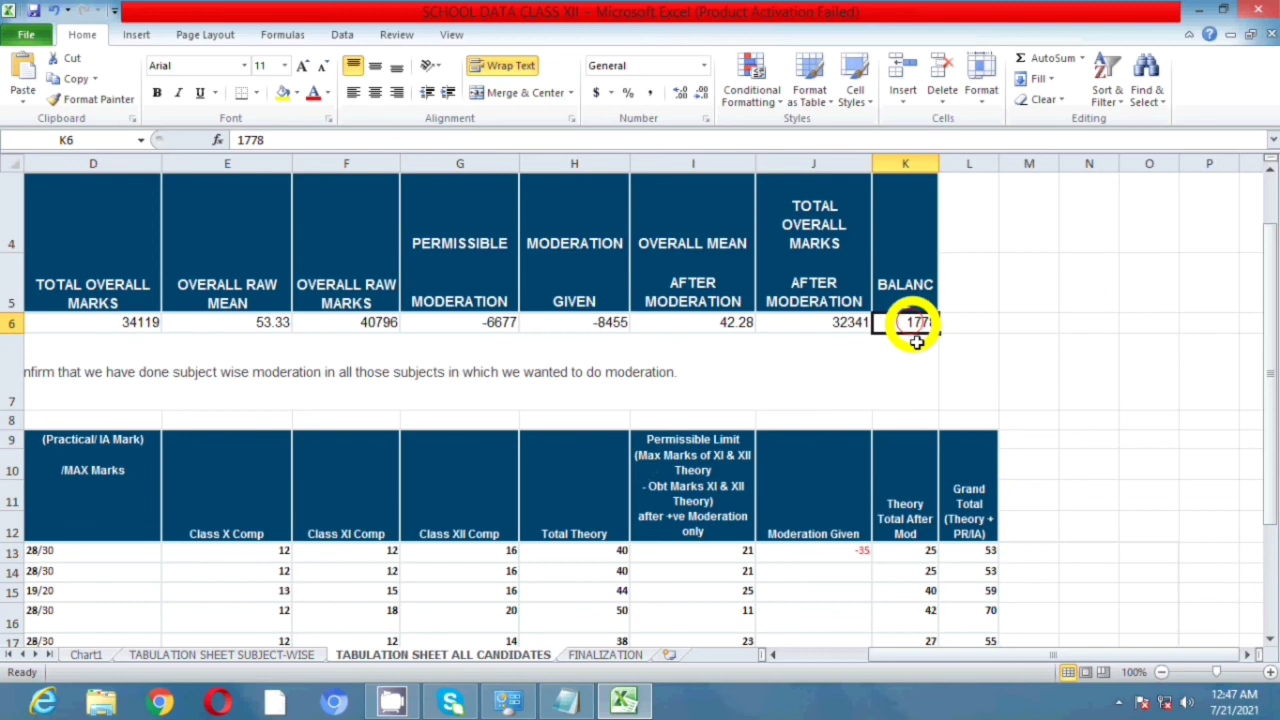 SCHOOL DATA CLASS XII - Microsoft Excel (Product Activation Failed)
File Home Insert Page Layout Formulas Data Review View
Paste
Cut
Copy
Format Painter
Clipboard
Arial 11
B I U
Font
Wrap Text
Merge & Center
Alignment
General
$ % ,
Number
Conditional Formatting
Format as Table
Cell Styles
Styles
Insert Delete Format
Cells
AutoSum
Fill
Clear
Sort & Filter
Find & Select
Editing
K6 fx 1778
D E F G H I J K L M N O P
4
5
TOTAL OVERALL MARKS
OVERALL RAW MEAN
OVERALL RAW MARKS
PERMISSIBLE MODERATION
MODERATION GIVEN
OVERALL MEAN AFTER MODERATION
TOTAL OVERALL MARKS AFTER MODERATION
BALANC
6 34119 53.33 40796 -6677 -8455 42.28 32341 1778
7 nfirm that we have done subject wise moderation in all those subjects in which we wanted to do moderation.
8
9
10
11
12
(Practical/ IA Mark)
/MAX Marks
Class X Comp
Class XI Comp
Class XII Comp
Total Theory
Permissible Limit
(Max Marks of XI & XII
Theory
- Obt Marks XI & XII
Theory)
after +ve Moderation
only
Moderation Given
Theory
Total After
Mod
Grand
Total
(Theory +
PR/IA)
13 28/30 12 12 16 40 21 -35 25 53
14 28/30 12 12 16 40 21 25 53
15 19/20 13 15 16 44 25 40 59
16 28/30 12 18 20 50 11 42 70
17 28/30 12 12 14 38 23 27 55
Chart1 TABULATION SHEET SUBJECT-WISE TABULATION SHEET ALL CANDIDATES FINALIZATION
Ready 100%
12:47 AM
7/21/2021